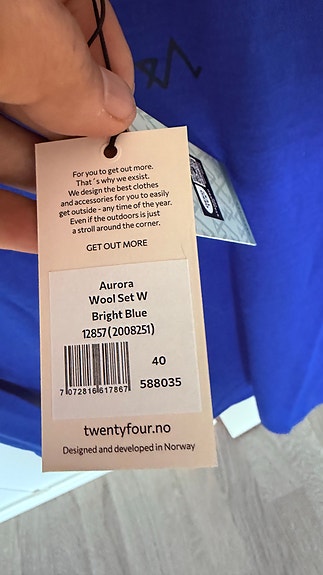 For you to get out more.
That´s why we exsist.
We design the best clothes
and accessories for you to easily
get outside - any time of the year.
Even if the outdoors is just
a stroll around the corner.
GET OUT MORE
Aurora
Wool Set W
Bright Blue
12857(2008251)
40
7 072816 617867
588035
twentyfour.no
Designed and developed in Norway